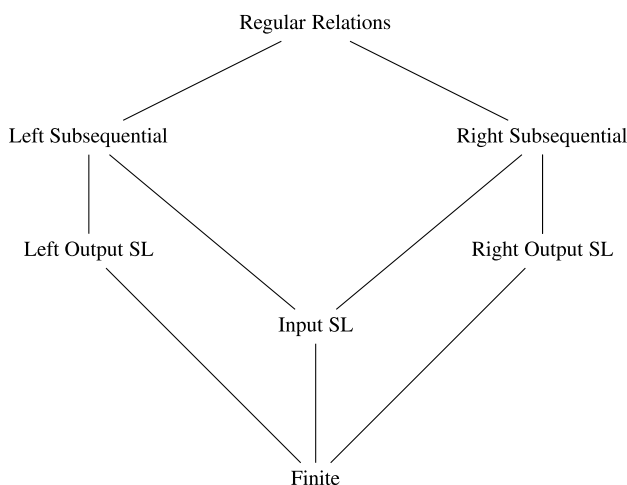 Regular Relations
Left Subsequential
Right Subsequential
Left Output SL
Right Output SL
Input SL
Finite